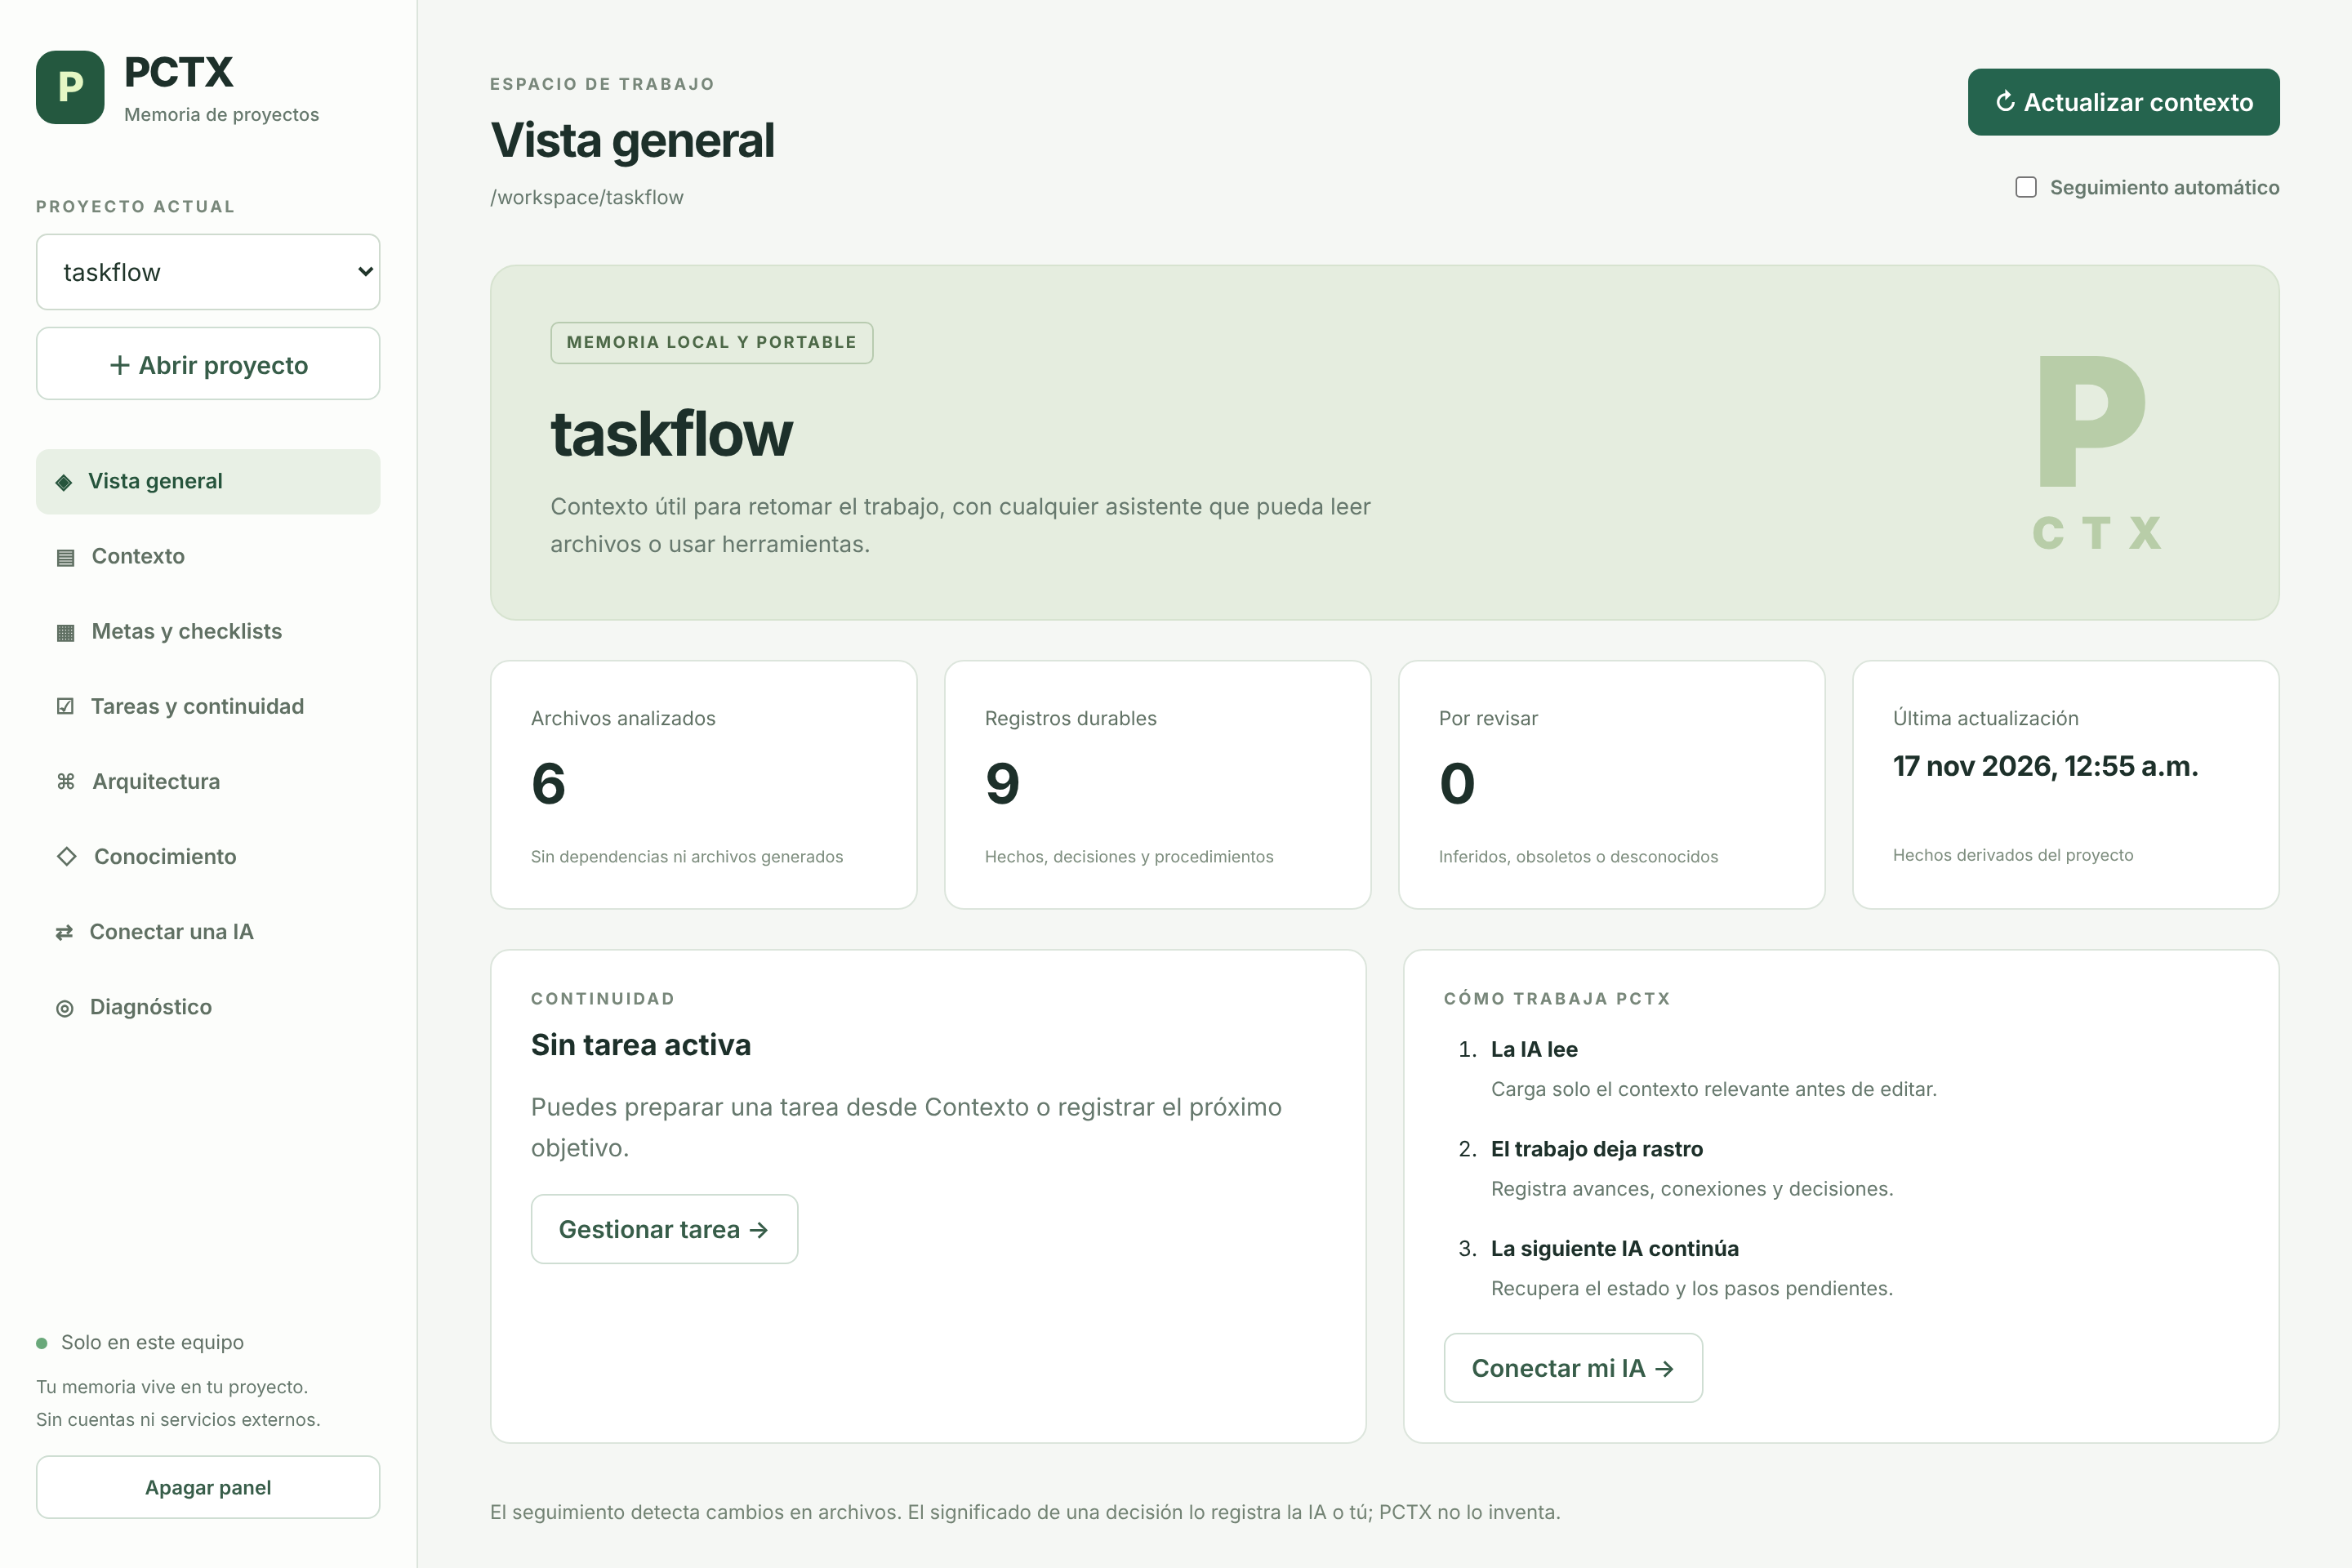 P
PCTX
Memoria de proyectos
PROYECTO ACTUAL
taskflow
+ Abrir proyecto
Vista general
Contexto
Metas y checklists
Tareas y continuidad
Arquitectura
Conocimiento
Conectar una IA
Diagnóstico
Solo en este equipo
Tu memoria vive en tu proyecto.
Sin cuentas ni servicios externos.
Apagar panel
ESPACIO DE TRABAJO
Vista general
/workspace/taskflow
↻ Actualizar contexto
Seguimiento automático
MEMORIA LOCAL Y PORTABLE
taskflow
Contexto útil para retomar el trabajo, con cualquier asistente que pueda leer
archivos o usar herramientas.
P
CTX
Archivos analizados
6
Sin dependencias ni archivos generados
Registros durables
9
Hechos, decisiones y procedimientos
Por revisar
0
Inferidos, obsoletos o desconocidos
Última actualización
17 nov 2026, 12:55 a.m.
Hechos derivados del proyecto
CONTINUIDAD
Sin tarea activa
Puedes preparar una tarea desde Contexto o registrar el próximo
objetivo.
Gestionar tarea →
CÓMO TRABAJA PCTX
1. La IA lee
Carga solo el contexto relevante antes de editar.
2. El trabajo deja rastro
Registra avances, conexiones y decisiones.
3. La siguiente IA continúa
Recupera el estado y los pasos pendientes.
Conectar mi IA →
El seguimiento detecta cambios en archivos. El significado de una decisión lo registra la IA o tú; PCTX no lo inventa.